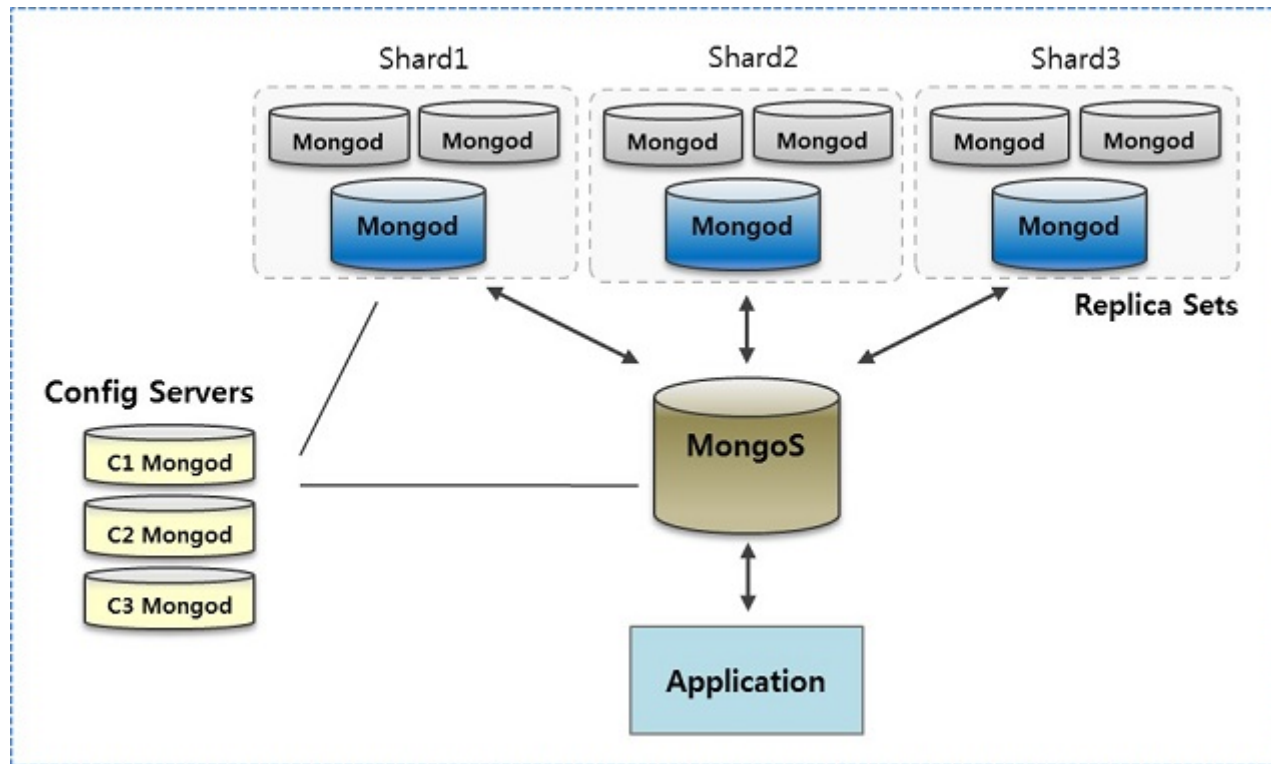 Shard1
Shard2
Shard3
Mongod
Mongod
Mongod
Mongod
Mongod
Mongod
Mongod
Mongod
Mongod
Replica Sets
Config Servers
C1 Mongod
C2 Mongod
C3 Mongod
MongoS
Application